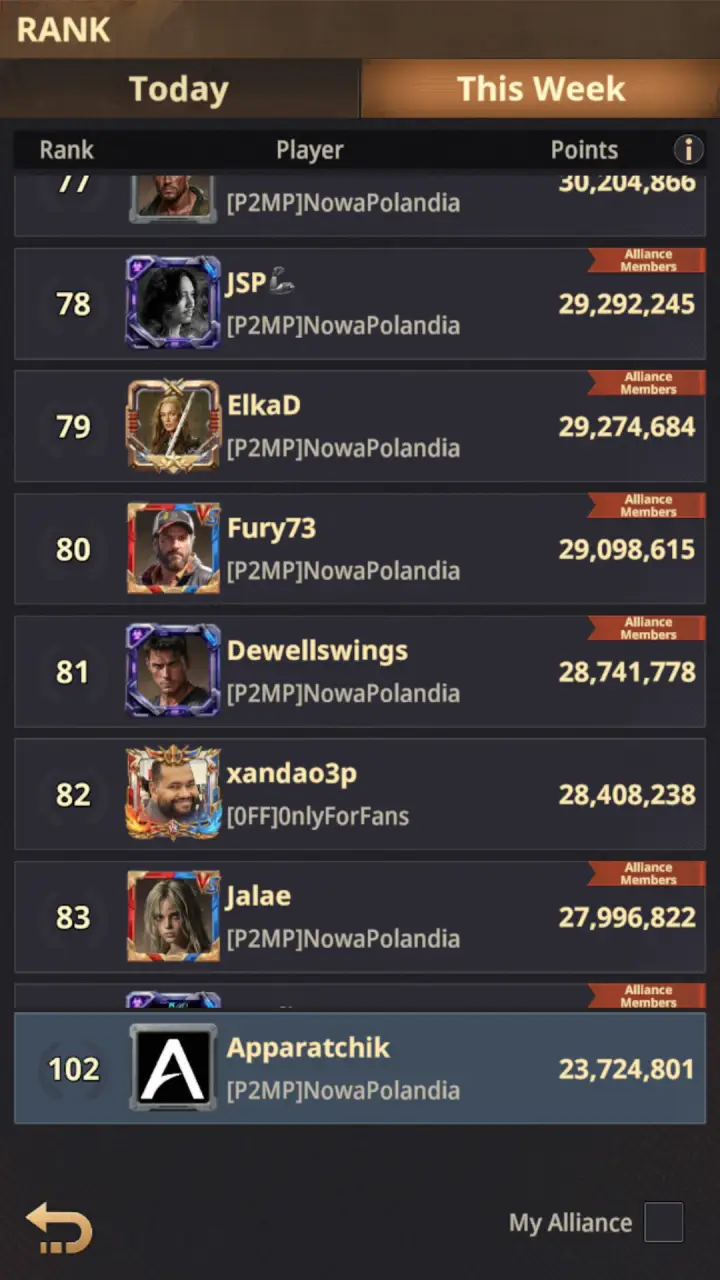 RANK
Today
This Week
Rank
Player
Points
i
77
[P2MP]NowaPolandia
30,204,866
Alliance
Members
78
JSP
[P2MP]NowaPolandia
29,292,245
Alliance
Members
79
ElkaD
[P2MP]NowaPolandia
29,274,684
Alliance
Members
80
Fury73
[P2MP]NowaPolandia
29,098,615
Alliance
Members
81
Dewellswings
[P2MP]NowaPolandia
28,741,778
82
xandao3p
[0FF]0nlyForFans
28,408,238
Alliance
Members
83
Jalae
[P2MP]NowaPolandia
27,996,822
Alliance
Members
102
Apparatchik
[P2MP]NowaPolandia
23,724,801
My Alliance